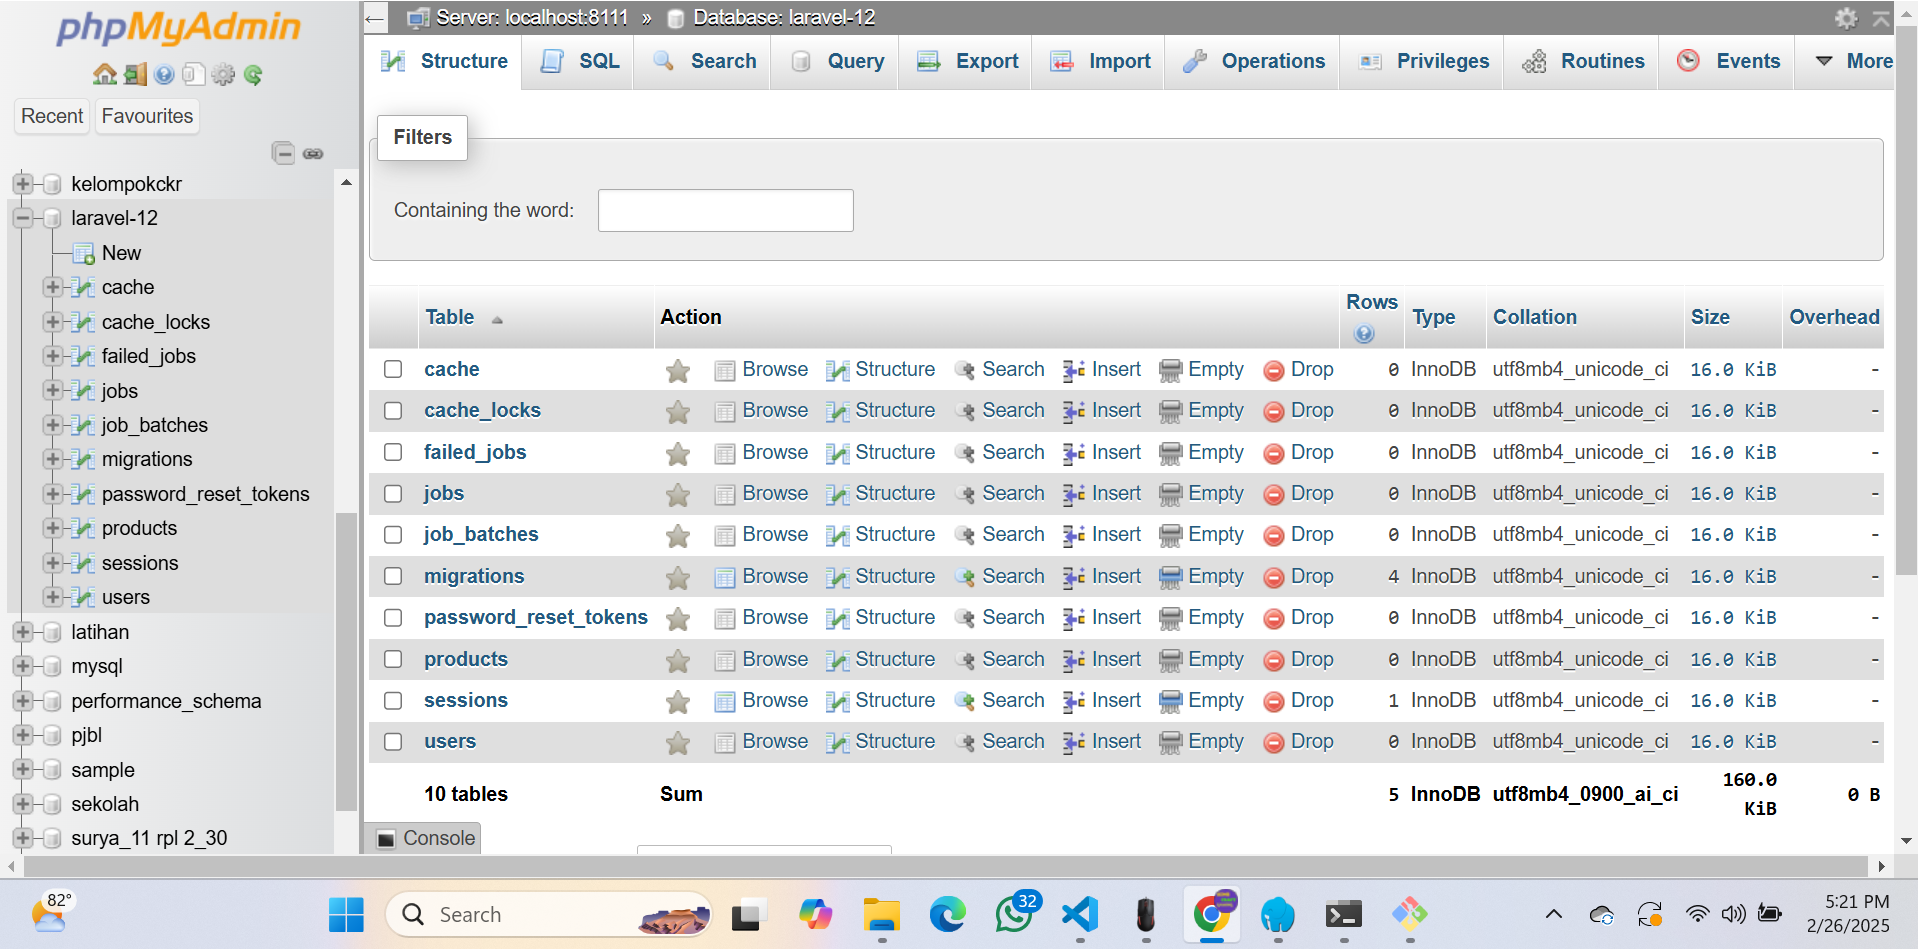 phpMyAdmin
Recent Favourites
kelompokckr
laravel-12
New
cache
cache_locks
failed_jobs
jobs
job_batches
migrations
password_reset_tokens
products
sessions
users
latihan
mysql
performance_schema
pjbl
sample
sekolah
surya_11 rpl 2_30
Server: localhost:8111 » Database: laravel-12
Structure SQL Search Query Export Import Operations Privileges Routines Events More
Filters
Containing the word:
Table Action Rows Type Collation Size Overhead
cache Browse Structure Search Insert Empty Drop 0 InnoDB utf8mb4_unicode_ci 16.0 KiB -
cache_locks Browse Structure Search Insert Empty Drop 0 InnoDB utf8mb4_unicode_ci 16.0 KiB -
failed_jobs Browse Structure Search Insert Empty Drop 0 InnoDB utf8mb4_unicode_ci 16.0 KiB -
jobs Browse Structure Search Insert Empty Drop 0 InnoDB utf8mb4_unicode_ci 16.0 KiB -
job_batches Browse Structure Search Insert Empty Drop 0 InnoDB utf8mb4_unicode_ci 16.0 KiB -
migrations Browse Structure Search Insert Empty Drop 4 InnoDB utf8mb4_unicode_ci 16.0 KiB -
password_reset_tokens Browse Structure Search Insert Empty Drop 0 InnoDB utf8mb4_unicode_ci 16.0 KiB -
products Browse Structure Search Insert Empty Drop 0 InnoDB utf8mb4_unicode_ci 16.0 KiB -
sessions Browse Structure Search Insert Empty Drop 1 InnoDB utf8mb4_unicode_ci 16.0 KiB -
users Browse Structure Search Insert Empty Drop 0 InnoDB utf8mb4_unicode_ci 16.0 KiB -
10 tables Sum 5 InnoDB utf8mb4_0900_ai_ci 160.0 KiB 0 B
Console
82°
Search
32
5:21 PM
2/26/2025